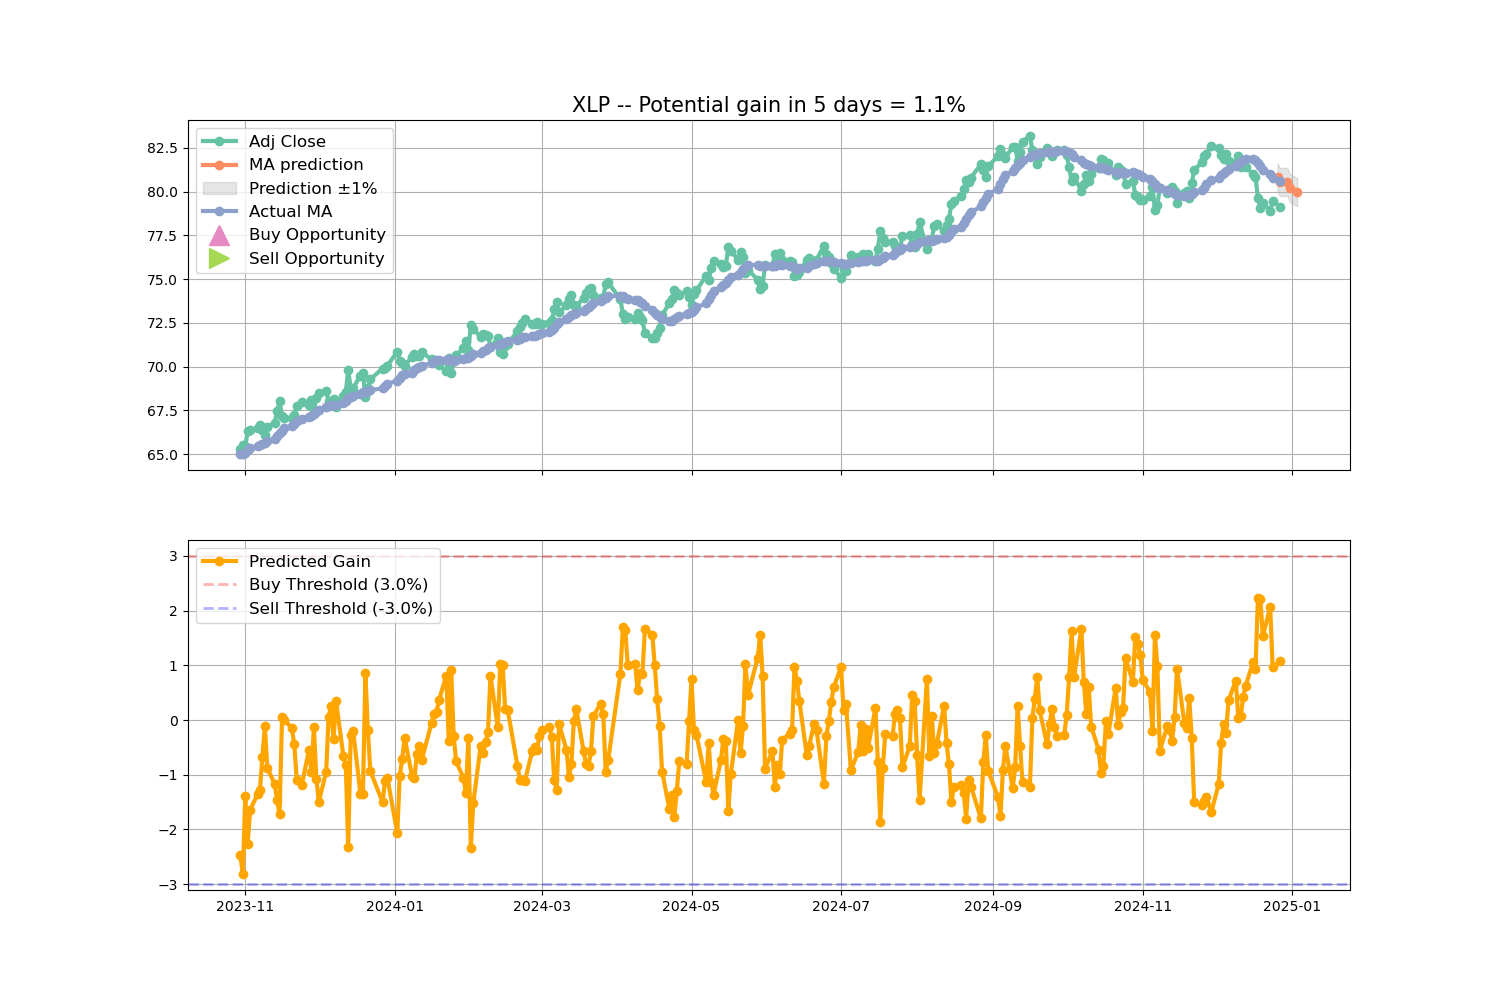 XLP -- Potential gain in 5 days = 1.1%
Adj Close
MA prediction
Prediction ±1%
Actual MA
Buy Opportunity
Sell Opportunity
82.5
80.0
77.5
75.0
72.5
70.0
67.5
65.0
Predicted Gain
Buy Threshold (3.0%)
Sell Threshold (-3.0%)
3
2
1
0
−1
−2
−3
2023-11
2024-01
2024-03
2024-05
2024-07
2024-09
2024-11
2025-01